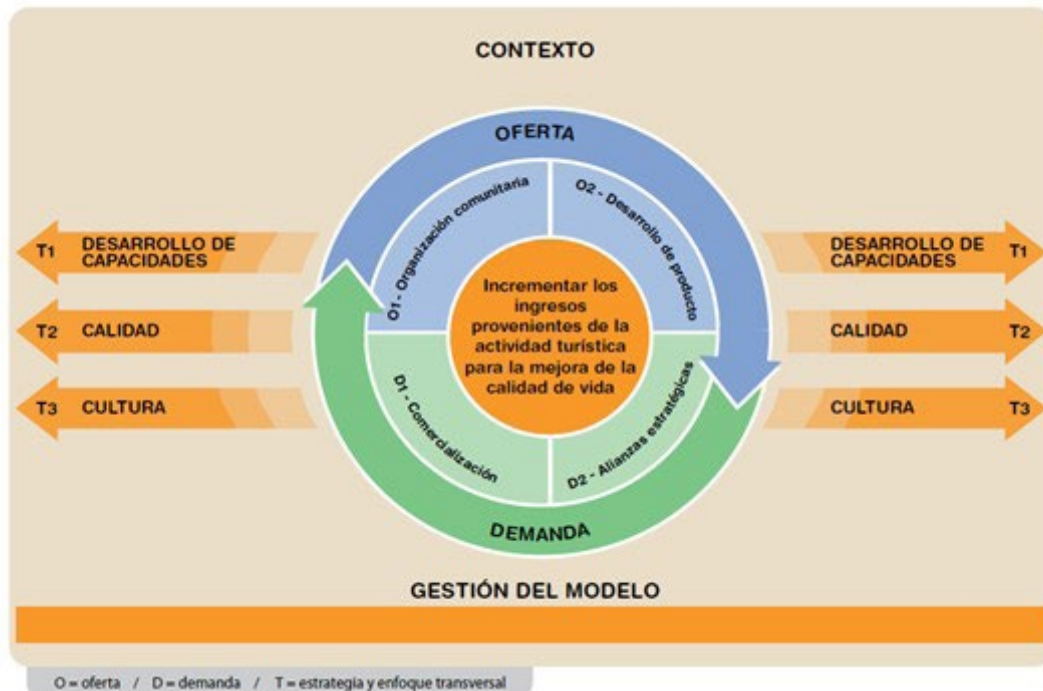 CONTEXTO
OFERTA
O1 - Organización comunitaria
O2 - Desarrollo de producto
T1 DESARROLLO DE
CAPACIDADES
T2 CALIDAD
T3 CULTURA
Incrementar los
ingresos
provenientes de la
actividad turística
para la mejora de la
calidad de vida
DESARROLLO DE T1
CAPACIDADES
CALIDAD T2
CULTURA T3
D1 - Comercialización
D2 - Alianzas estratégicas
DEMANDA
GESTIÓN DEL MODELO
O = oferta / D = demanda / T = estrategia y enfoque transversal